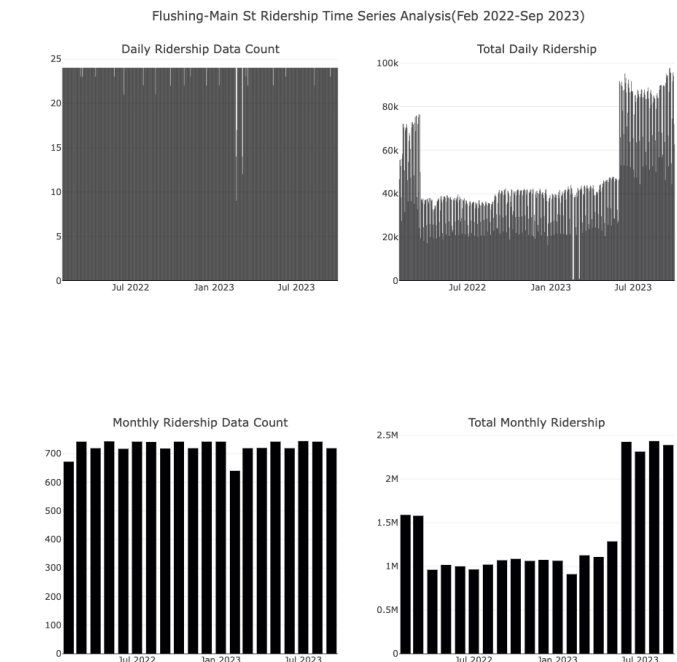 Flushing-Main St Ridership Time Series Analysis(Feb 2022-Sep 2023)
Daily Ridership Data Count
25
20
15
10
5
0
Jul 2022 Jan 2023 Jul 2023
Total Daily Ridership
100k
80k
60k
40k
20k
0
Jul 2022 Jan 2023 Jul 2023
Monthly Ridership Data Count
700
600
500
400
300
200
100
0
Jul 2022 Jan 2023 Jul 2023
Total Monthly Ridership
2.5M
2M
1.5M
1M
0.5M
0
Jul 2022 Jan 2023 Jul 2023